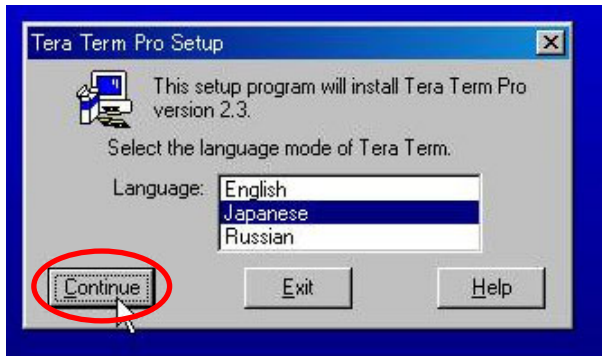 Tera Term Pro Setup
This setup program will install Tera Term Pro
version 2.3.
Select the language mode of Tera Term.
Language:
English
Japanese
Russian
Continue
Exit
Help